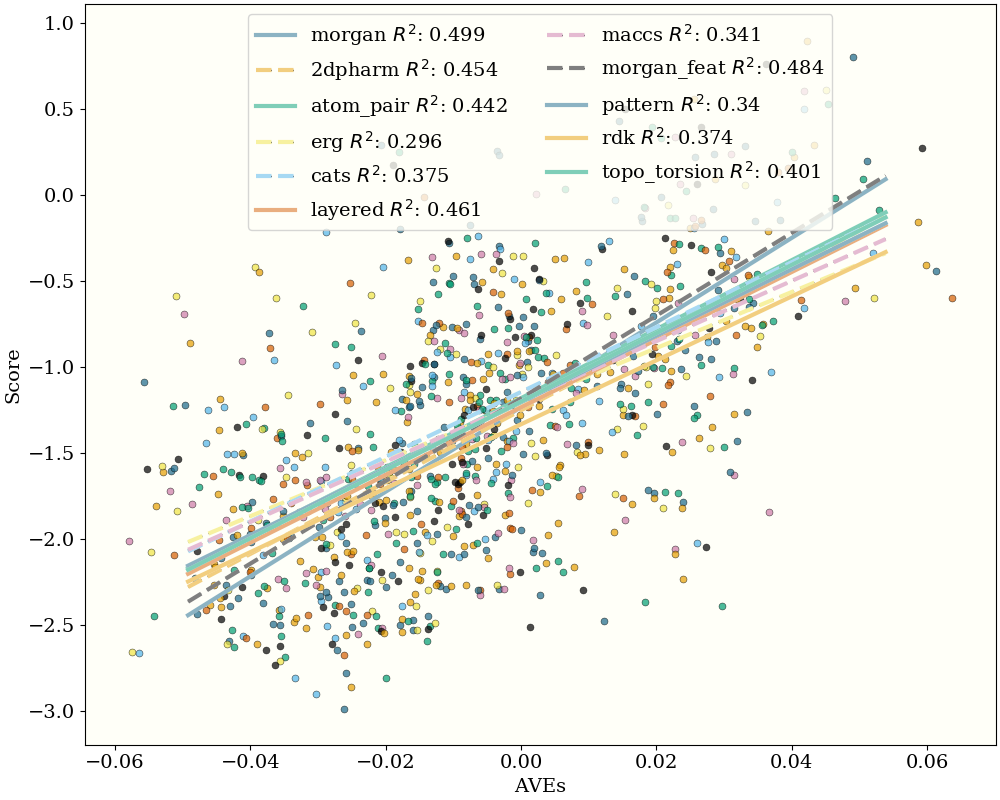 morgan R²: 0.499
2dpharm R²: 0.454
atom_pair R²: 0.442
erg R²: 0.296
cats R²: 0.375
layered R²: 0.461
maccs R²: 0.341
morgan_feat R²: 0.484
pattern R²: 0.34
rdk R²: 0.374
topo_torsion R²: 0.401
1.0
0.5
0.0
−0.5
−1.0
−1.5
−2.0
−2.5
−3.0
Score
−0.06 −0.04 −0.02 0.00 0.02 0.04 0.06
AVEs